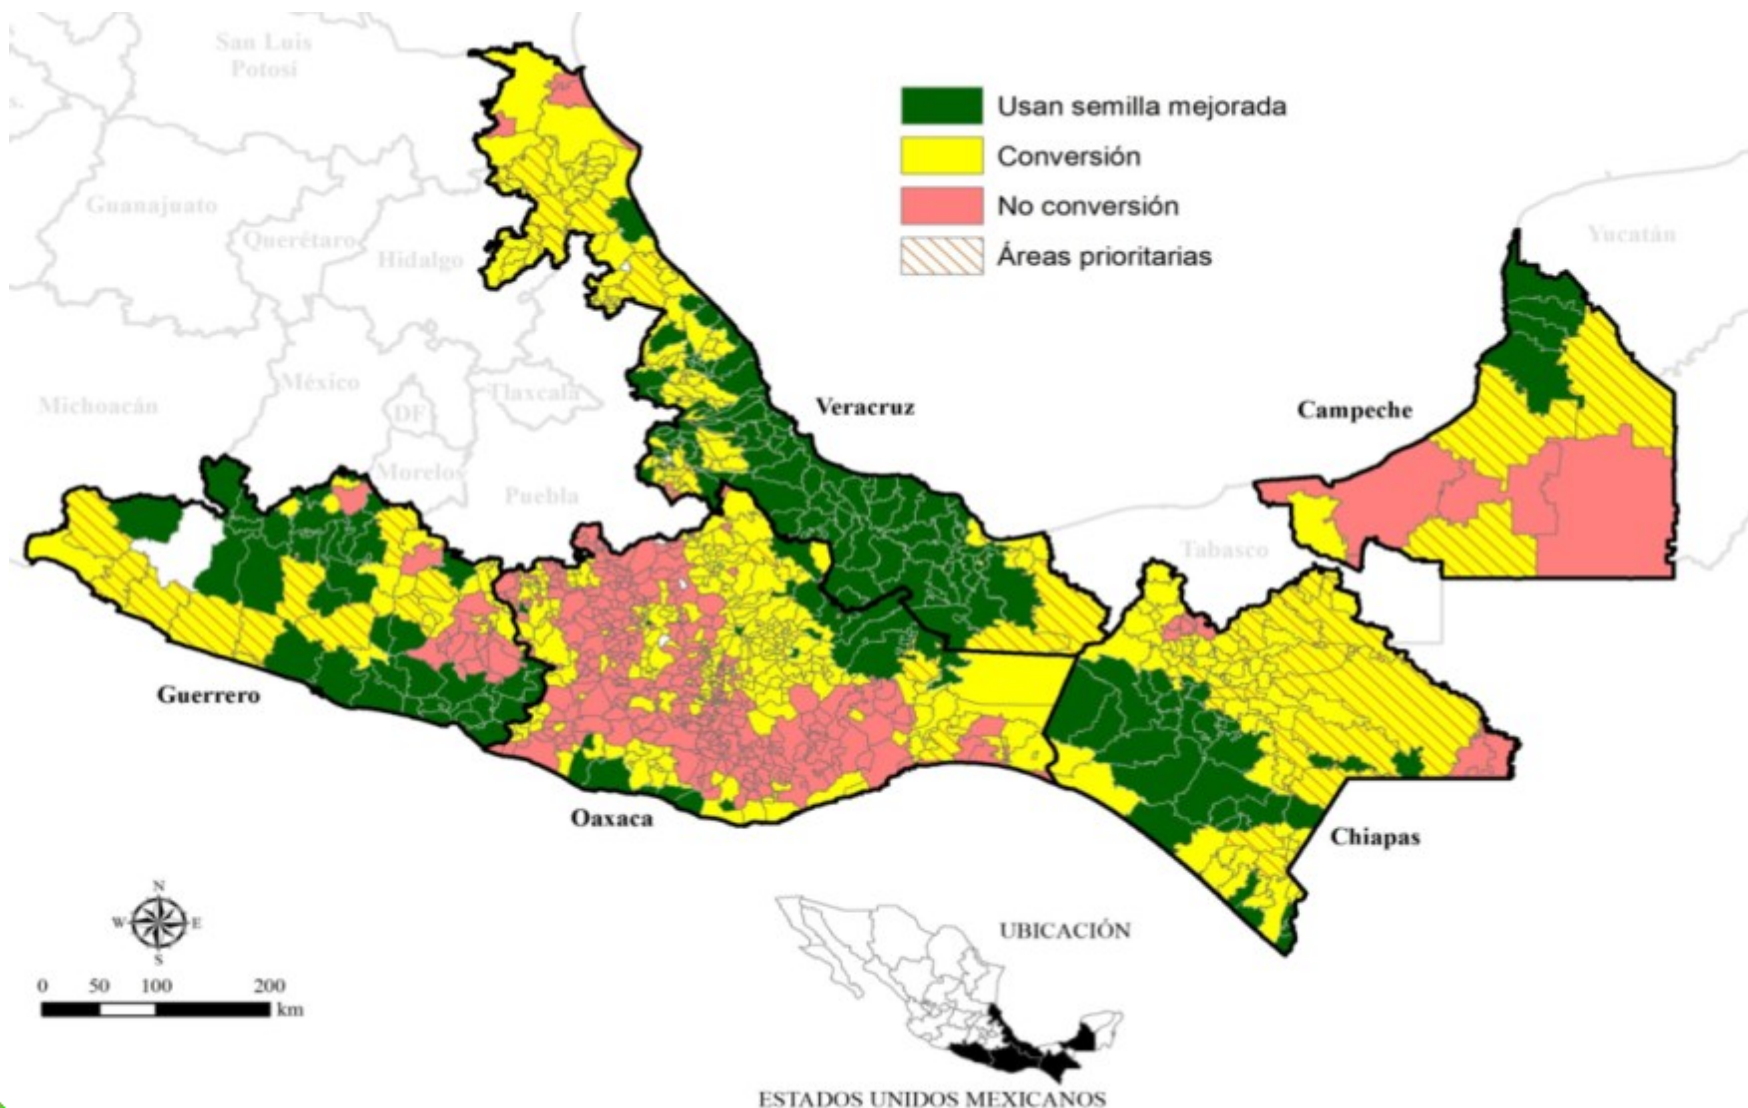 San Luis
Potosí
s.
Usan semilla mejorada
Conversión
No conversión
Áreas prioritarias
Guanajuato
Querétaro
Hidalgo
Yucatán
México
Tlaxcala
DF
Michoacán
Veracruz
Campeche
Morelos
Puebla
Tabasco
Guerrero
Oaxaca
Chiapas
N
W
E
S
UBICACIÓN
0 50 100 200
km
ESTADOS UNIDOS MEXICANOS